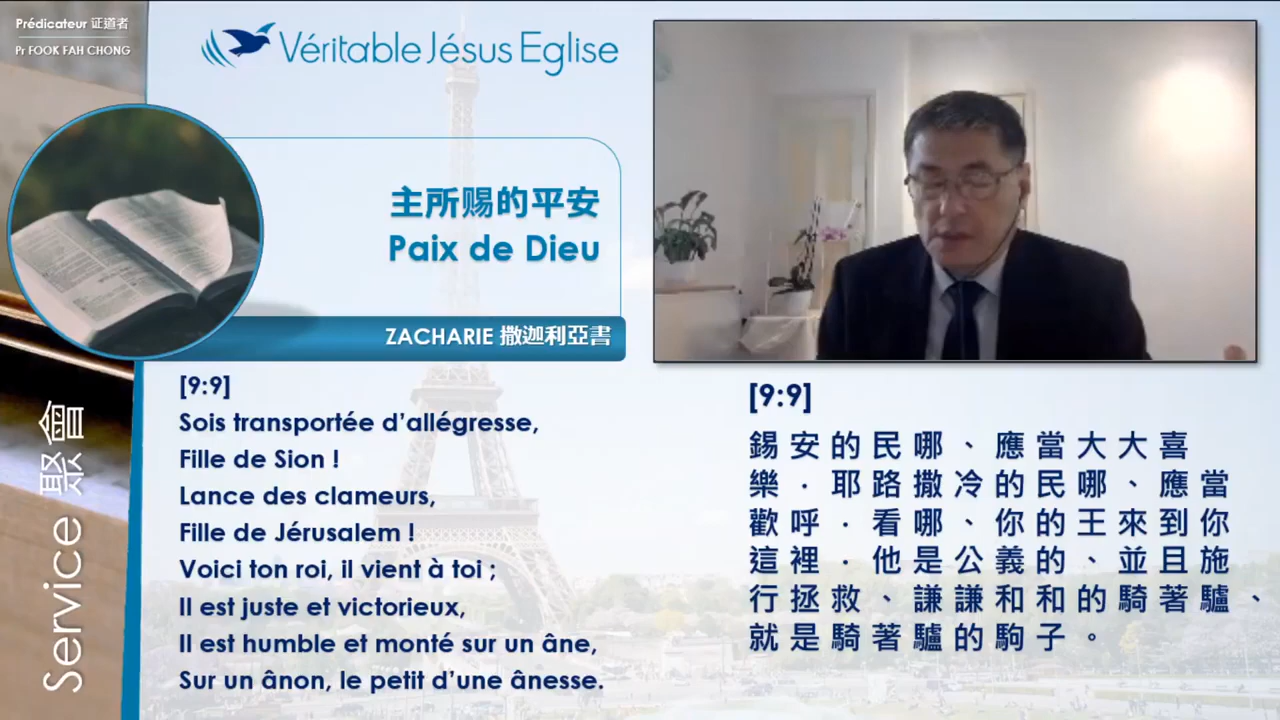 Prédicateur 证道者
Pr FOOK FAH CHONG
Véritable Jésus Eglise
主所赐的平安
Paix de Dieu
ZACHARIE 撒迦利亞書
Service 聚會
[9:9]
Sois transportée d’allégresse,
Fille de Sion !
Lance des clameurs,
Fille de Jérusalem !
Voici ton roi, il vient à toi ;
Il est juste et victorieux,
Il est humble et monté sur un âne,
Sur un ânon, le petit d’une ânesse.
[9:9]
錫安的民哪、應當大大喜
樂．耶路撒冷的民哪、應當
歡呼．看哪、你的王來到你
這裡．他是公義的、並且施
行拯救、謙謙和和的騎著驢、
就是騎著驢的駒子。